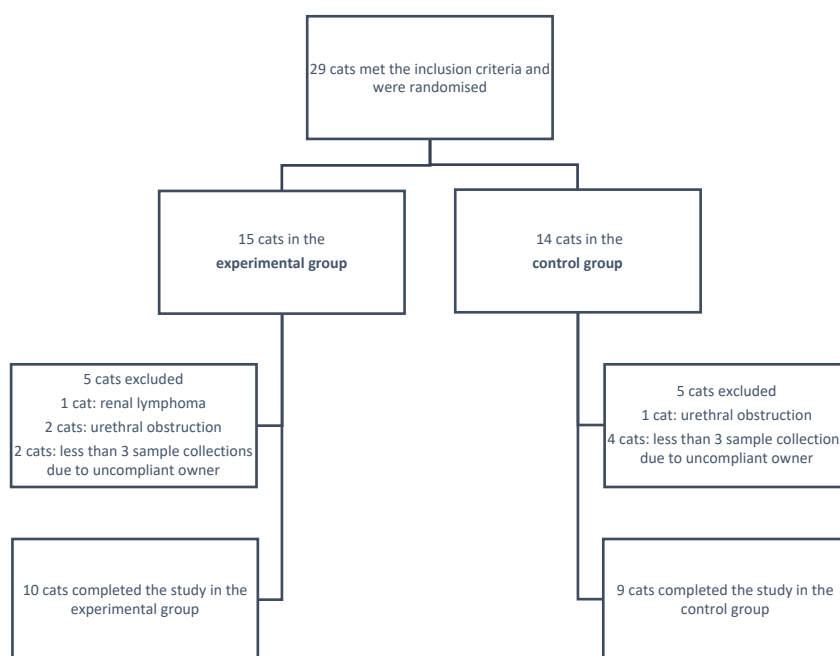 29 cats met the inclusion criteria and
were randomised
15 cats in the
experimental group
14 cats in the
control group
5 cats excluded
1 cat: renal lymphoma
2 cats: urethral obstruction
2 cats: less than 3 sample collections
due to uncompliant owner
5 cats excluded
1 cat: urethral obstruction
4 cats: less than 3 sample collection
due to uncompliant owner
10 cats completed the study in the
experimental group
9 cats completed the study in the
control group